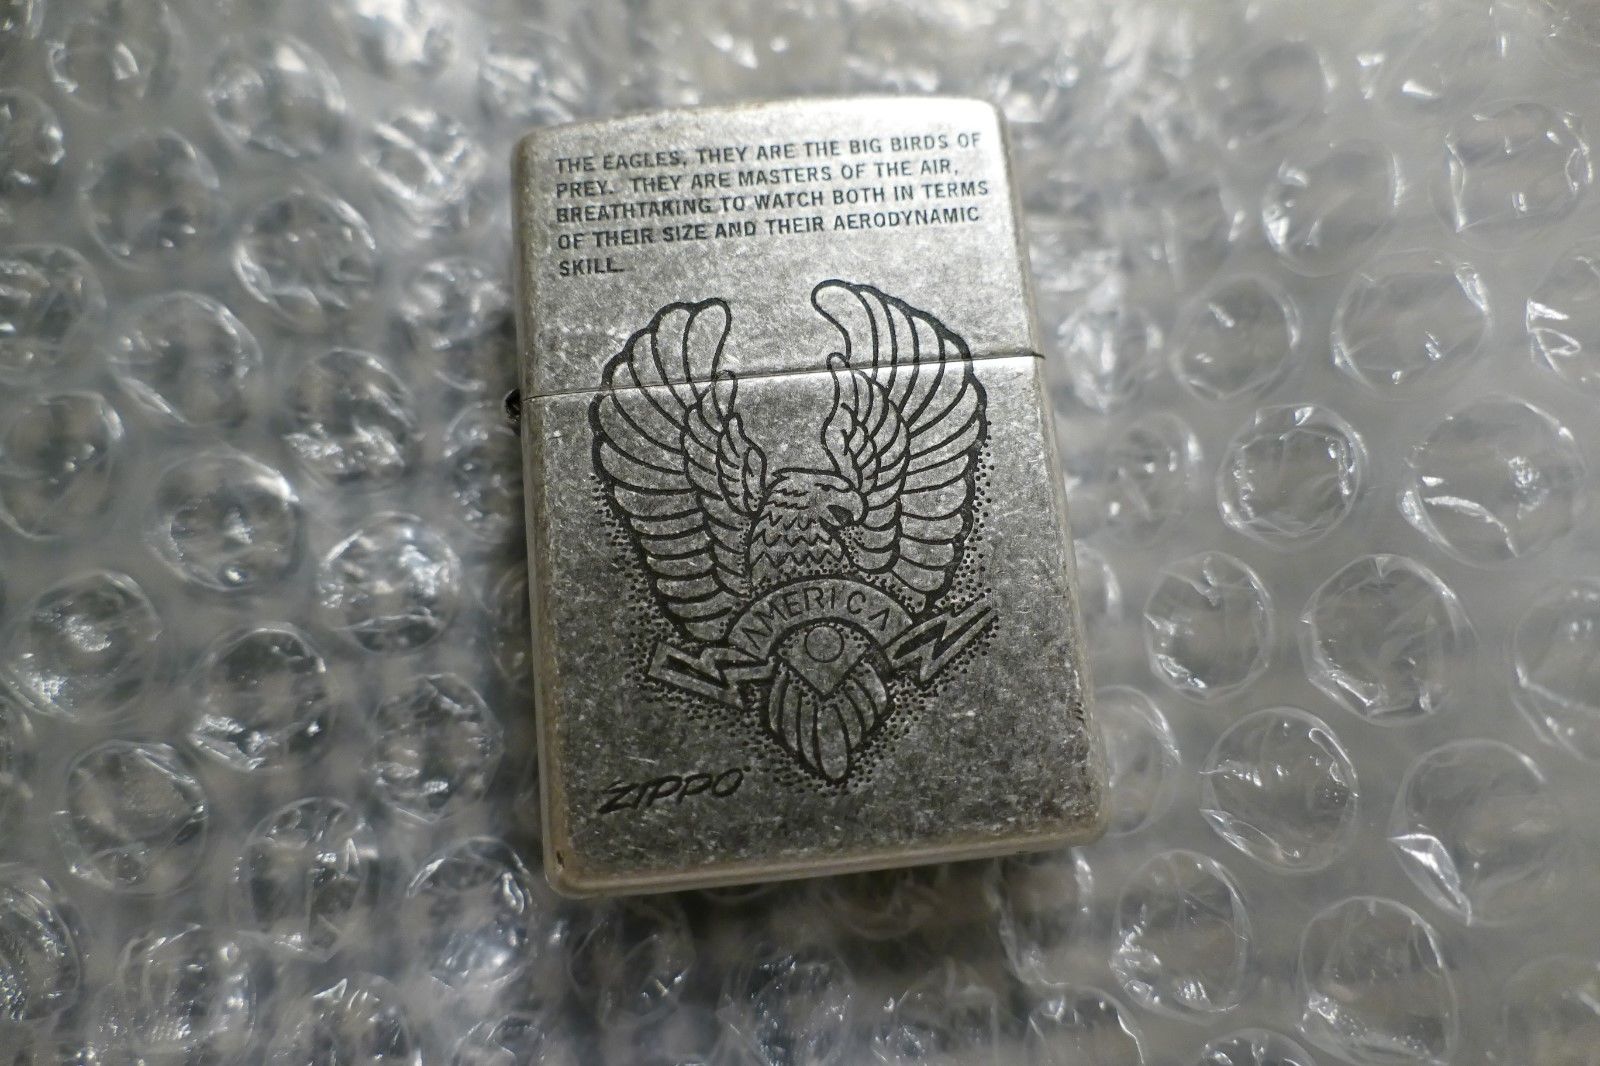 THE EAGLES, THEY ARE THE BIG BIRDS OF
PREY. THEY ARE MASTERS OF THE AIR,
BREATHTAKING TO WATCH BOTH IN TERMS
OF THEIR SIZE AND THEIR AERODYNAMIC
SKILL.
AMERICA
ZIPPO